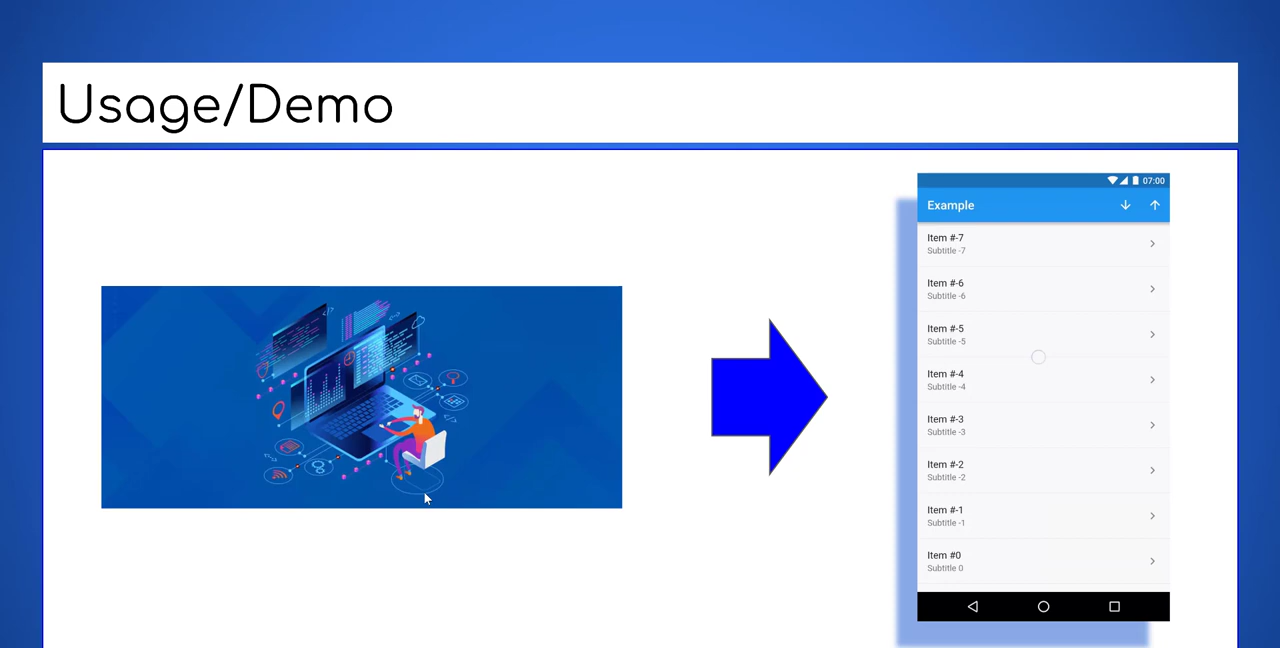 Usage/Demo
07:00
Example
Item #-7
Subtitle -7
Item #-6
Subtitle -6
Item #-5
Subtitle -5
Item #-4
Subtitle -4
Item #-3
Subtitle -3
Item #-2
Subtitle -2
Item #-1
Subtitle -1
Item #0
Subtitle 0